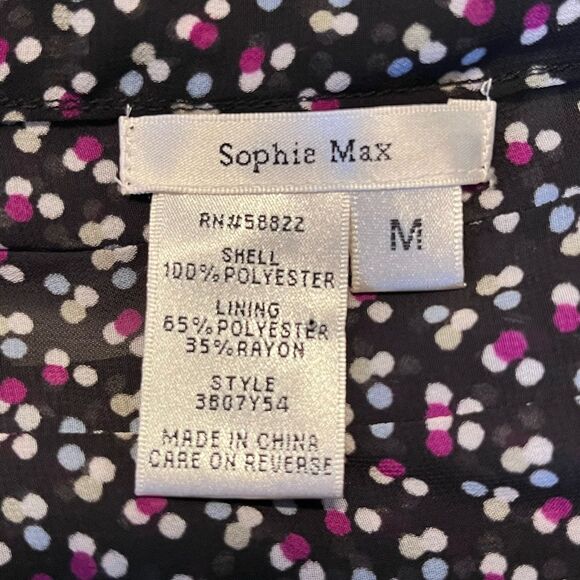 Sophie Max
M
RN#58822
SHELL
100% POLYESTER
LINING
65% POLYESTER
35% RAYON
STYLE
3607Y54
MADE IN CHINA
CARE ON REVERSE